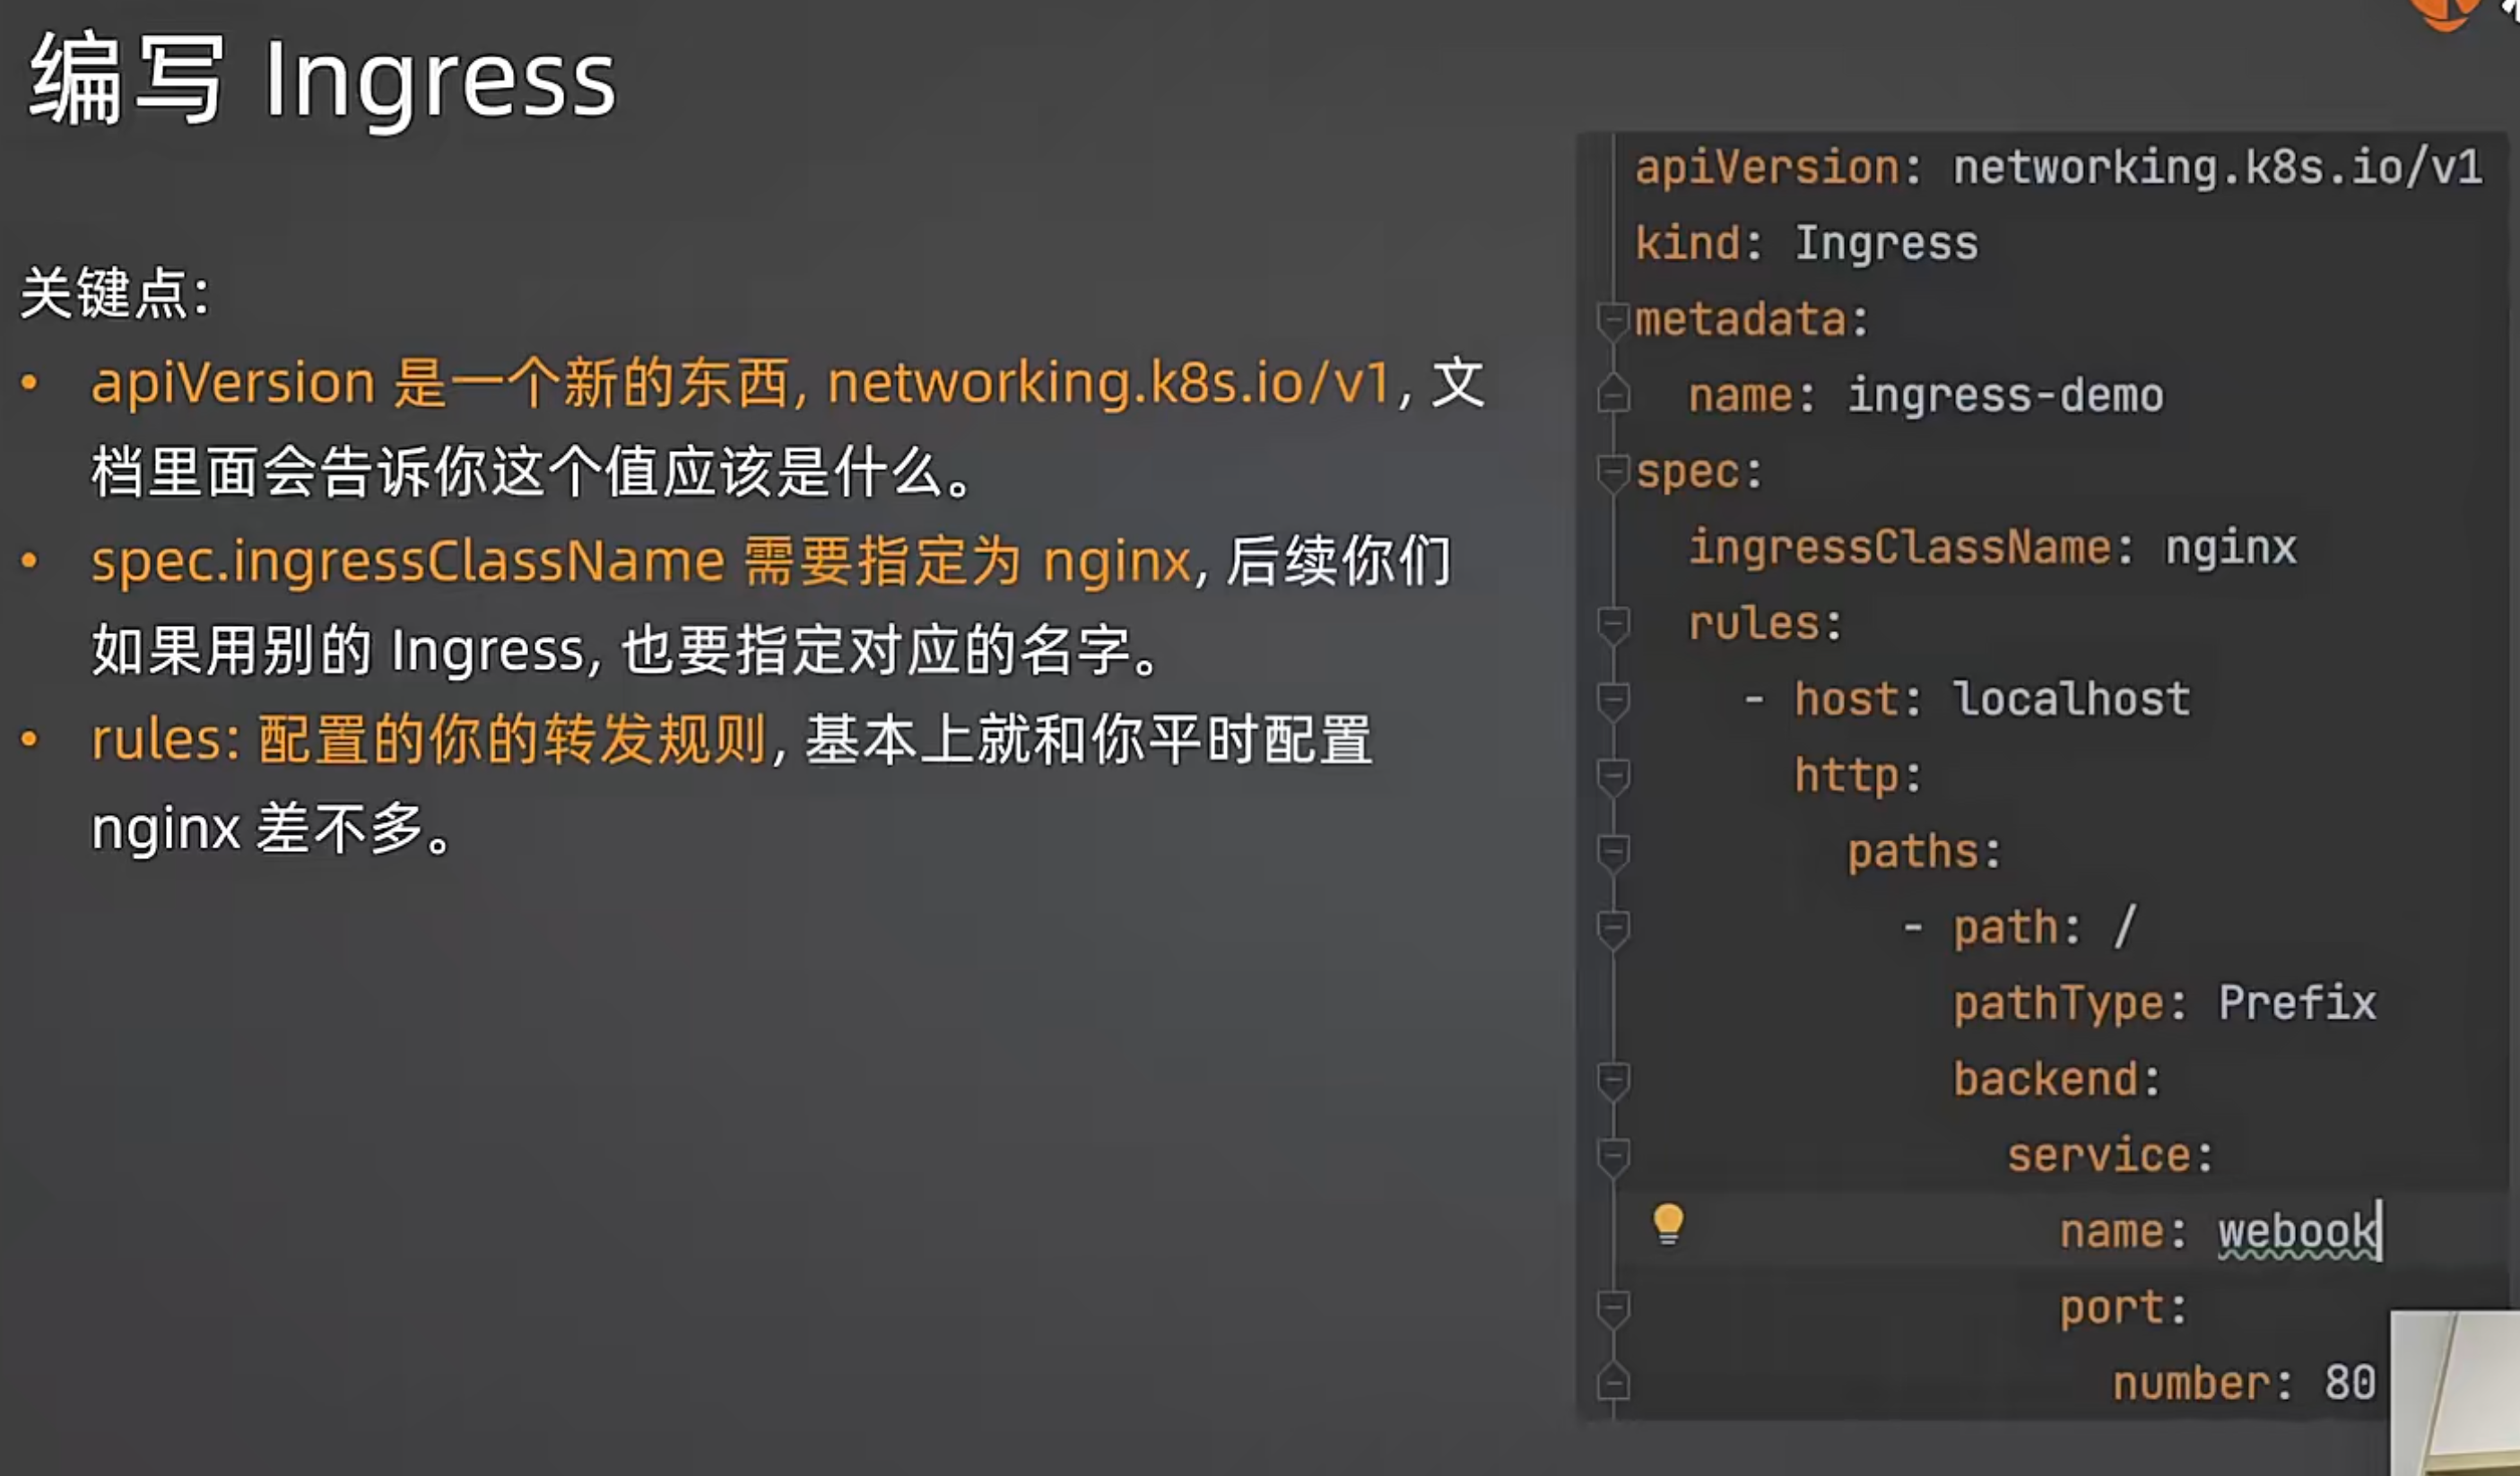 编写 Ingress
关键点:
• apiVersion 是一个新的东西, networking.k8s.io/v1, 文
档里面会告诉你这个值应该是什么。
• spec.ingressClassName 需要指定为 nginx, 后续你们
如果用别的 Ingress, 也要指定对应的名字。
• rules: 配置的你的转发规则, 基本上就和你平时配置
nginx 差不多。
apiVersion: networking.k8s.io/v1
kind: Ingress
metadata:
  name: ingress-demo
spec:
  ingressClassName: nginx
  rules:
    - host: localhost
      http:
        paths:
          - path: /
            pathType: Prefix
            backend:
              service:
                name: webook
                port:
                  number: 80